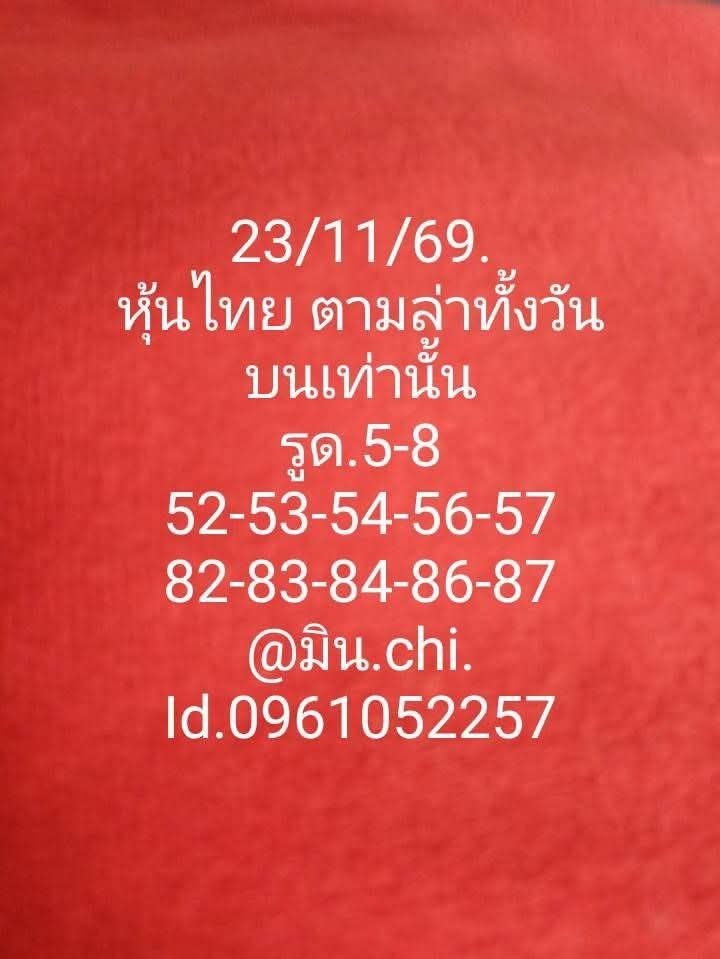 23/11/69.
หุ้นไทย ตามล่าทั้งวัน
บนเท่านั้น
รูด.5-8
52-53-54-56-57
82-83-84-86-87
@มิน.chi.
Id.0961052257